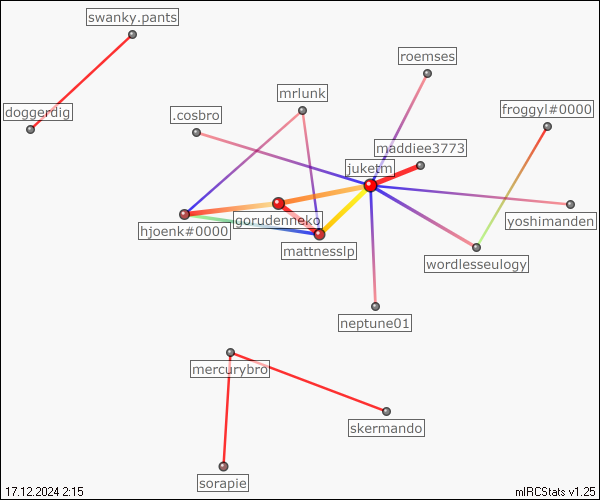 swanky.pants
roemses
mrlunk
froggyl#0000
doggerdig
.cosbro
maddiee3773
juketm
gorudenneko
yoshimanden
hjoenk#0000
mattnesslp
wordlesseulogy
neptune01
mercurybro
skermando
sorapie
17.12.2024 2:15
mIRCStats v1.25